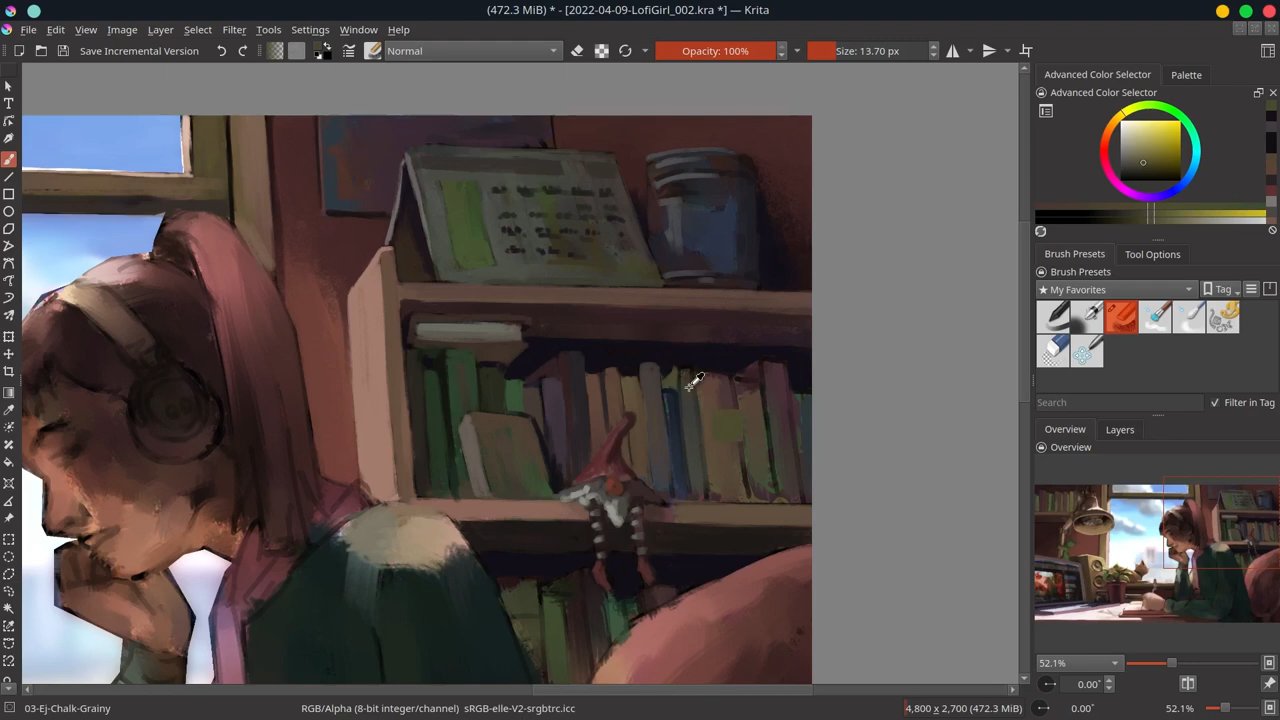 (472.3 MiB) * - [2022-04-09-LofiGirl_002.kra *] — Krita
File Edit View Image Layer Select Filter Tools Settings Window Help
Save Incremental Version Normal Opacity: 100% Size: 13.70 px
Advanced Color Selector Palette
Advanced Color Selector
Brush Presets Tool Options
Brush Presets
★ My Favorites Tag
Search Filter in Tag
Overview Layers
Overview
52.1%
0.00°
03-Ej-Chalk-Grainy RGB/Alpha (8-bit integer/channel) sRGB-elle-V2-srgbtrc.icc 4,800 x 2,700 (472.3 MiB) 0.00° 52.1%